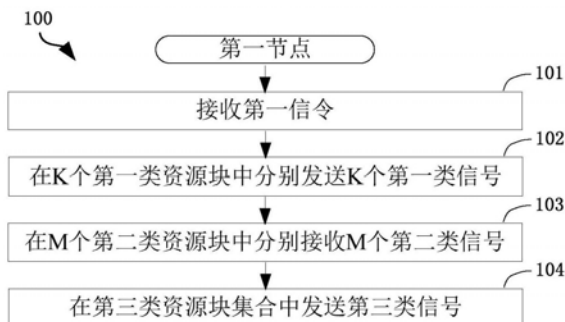 100
第一节点
101
接收第一信令
102
在K个第一类资源块中分别发送K个第一类信号
103
在M个第二类资源块中分别接收M个第二类信号
104
在第三类资源块集合中发送第三类信号